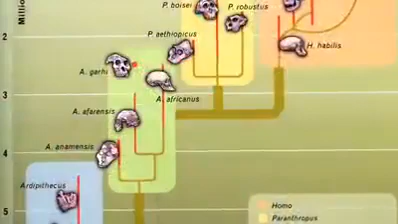 Millio
P. boisei
P. robustus
P. aethiopicus
2
H. habilis
A. garhi
3
A. africanus
A. afarensis
A. anamensis
4
Ardipithecus
Homo
5
Paranthropus